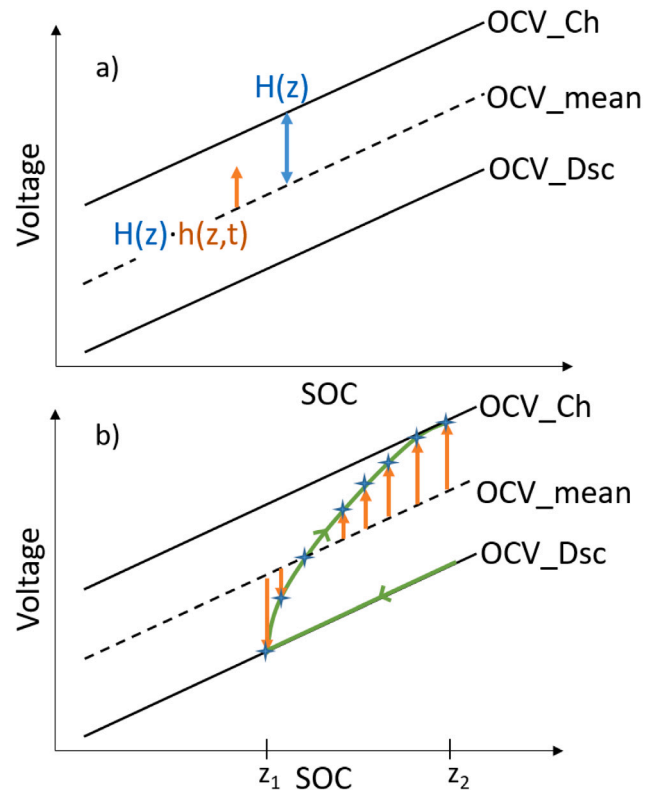 OCV_Ch
a)
H(z)
OCV_mean
OCV_Dsc
H(z)·h(z,t)
Voltage
SOC
OCV_Ch
b)
OCV_mean
OCV_Dsc
Voltage
z1 SOC z2